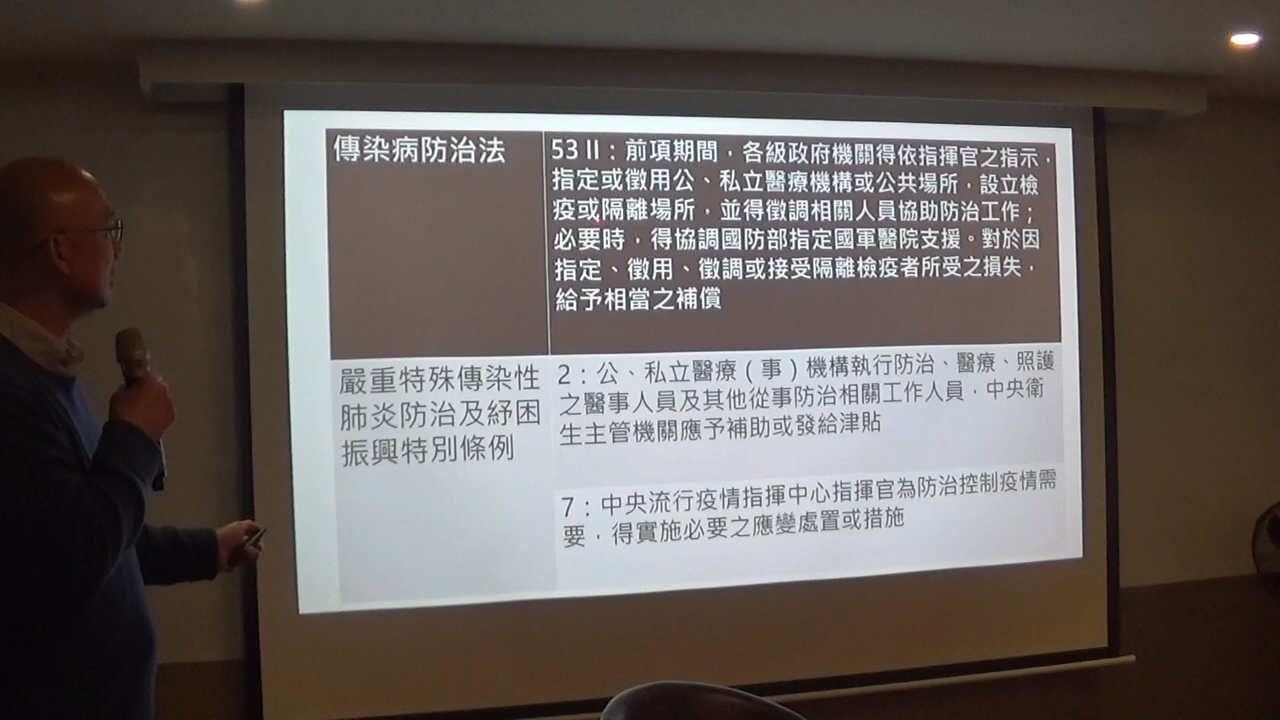 傳染病防治法
53 II：前項期間，各級政府機關得依指揮官之指示，
指定或徵用公、私立醫療機構或公共場所，設立檢
疫或隔離場所，並得徵調相關人員協助防治工作；
必要時，得協調國防部指定國軍醫院支援。對於因
指定、徵用、徵調或接受隔離檢疫者所受之損失，
給予相當之補償
嚴重特殊傳染性
肺炎防治及紓困
振興特別條例
2：公、私立醫療（事）機構執行防治、醫療、照護
之醫事人員及其他從事防治相關工作人員，中央衛
生主管機關應予補助或發給津貼
7：中央流行疫情指揮中心指揮官為防治控制疫情需
要，得實施必要之應變處置或措施